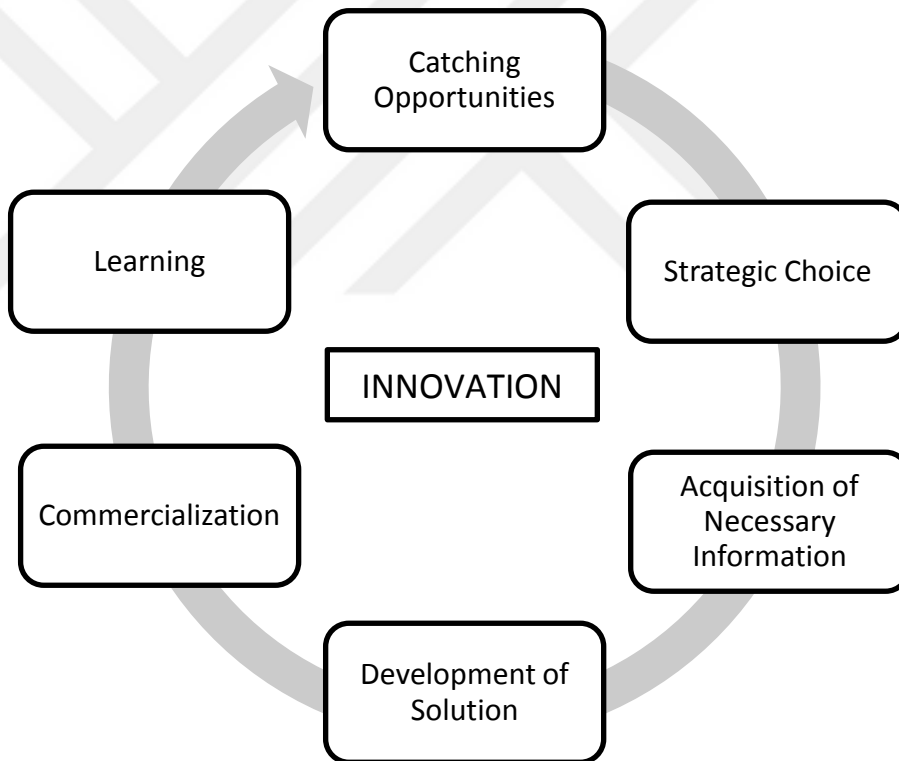 Catching
Opportunities
Strategic Choice
Acquisition of
Necessary
Information
Development of
Solution
Commercialization
Learning
INNOVATION